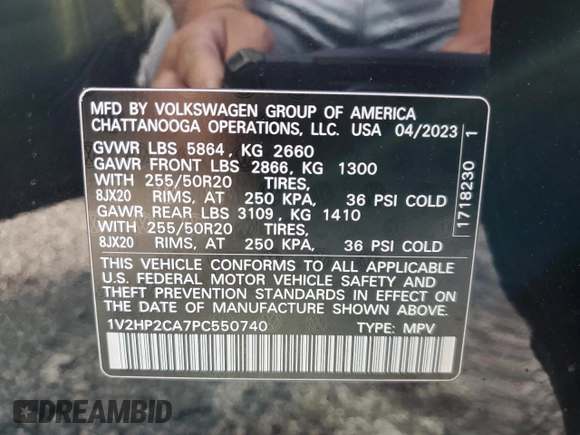 MFD BY VOLKSWAGEN GROUP OF AMERICA
CHATTANOOGA OPERATIONS, LLC. USA 04/2023
GVWR LBS 5864, KG 2660
GAWR FRONT LBS 2866, KG 1300
WITH 255/50R20 TIRES,
8JX20 RIMS, AT 250 KPA, 36 PSI COLD
GAWR REAR LBS 3109, KG 1410
WITH 255/50R20 TIRES,
8JX20 RIMS, AT 250 KPA, 36 PSI COLD
THIS VEHICLE CONFORMS TO ALL APPLICABLE
U.S. FEDERAL MOTOR VEHICLE SAFETY AND
THEFT PREVENTION STANDARDS IN EFFECT ON
THE DATE OF MANUFACTURE SHOWN ABOVE.
1V2HP2CA7PC550740 TYPE: MPV
1718230 1
DREAMBID